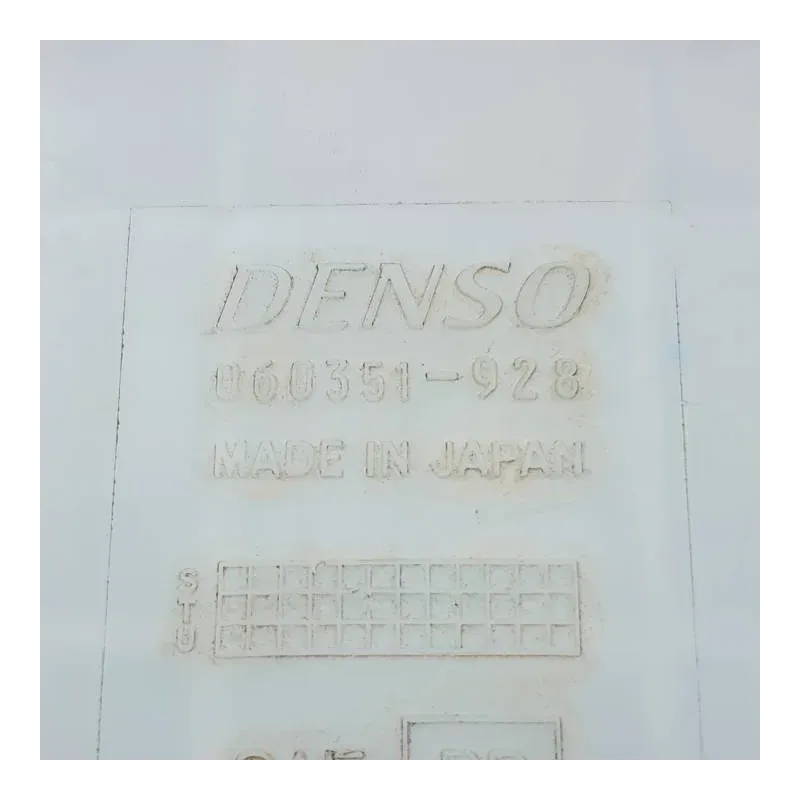 DENSO
060351-928
MADE IN JAPAN
S
T
U